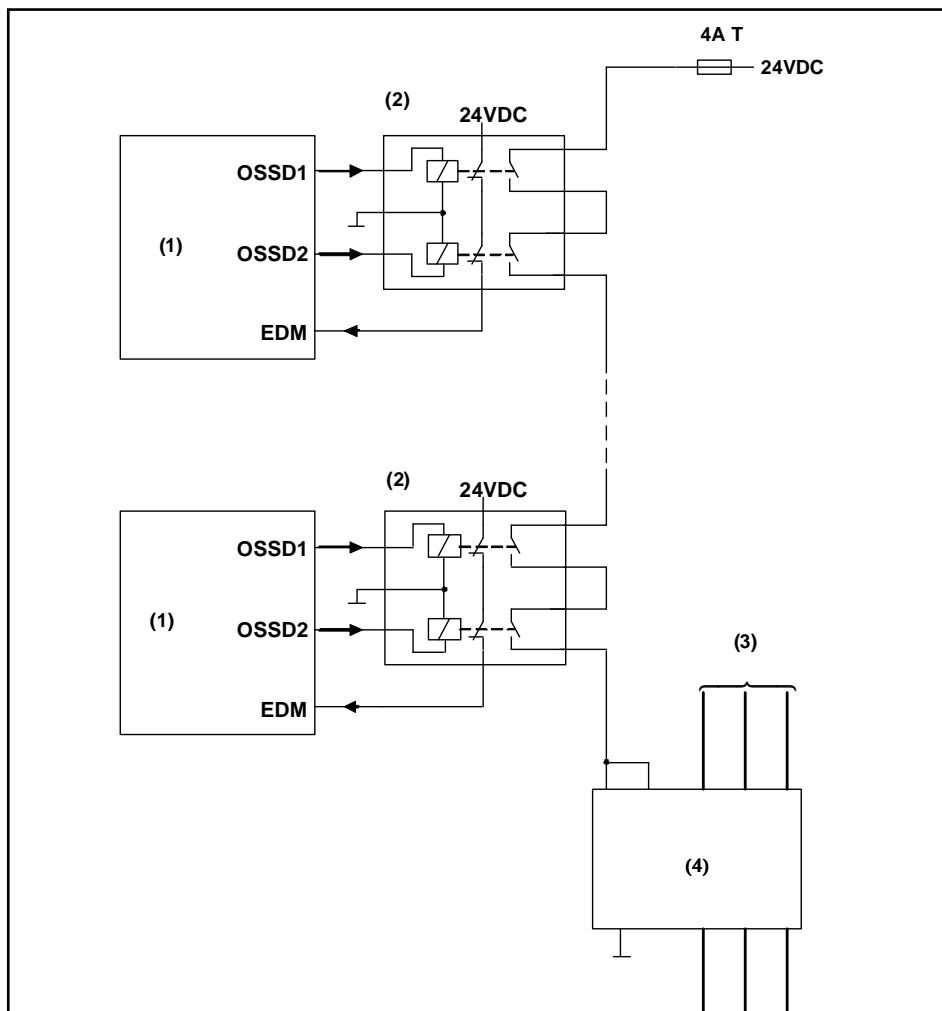 4A T
24VDC
(2)
24VDC
OSSD1
(1)
OSSD2
EDM
(2)
24VDC
OSSD1
(1)
OSSD2
(3)
EDM
(4)